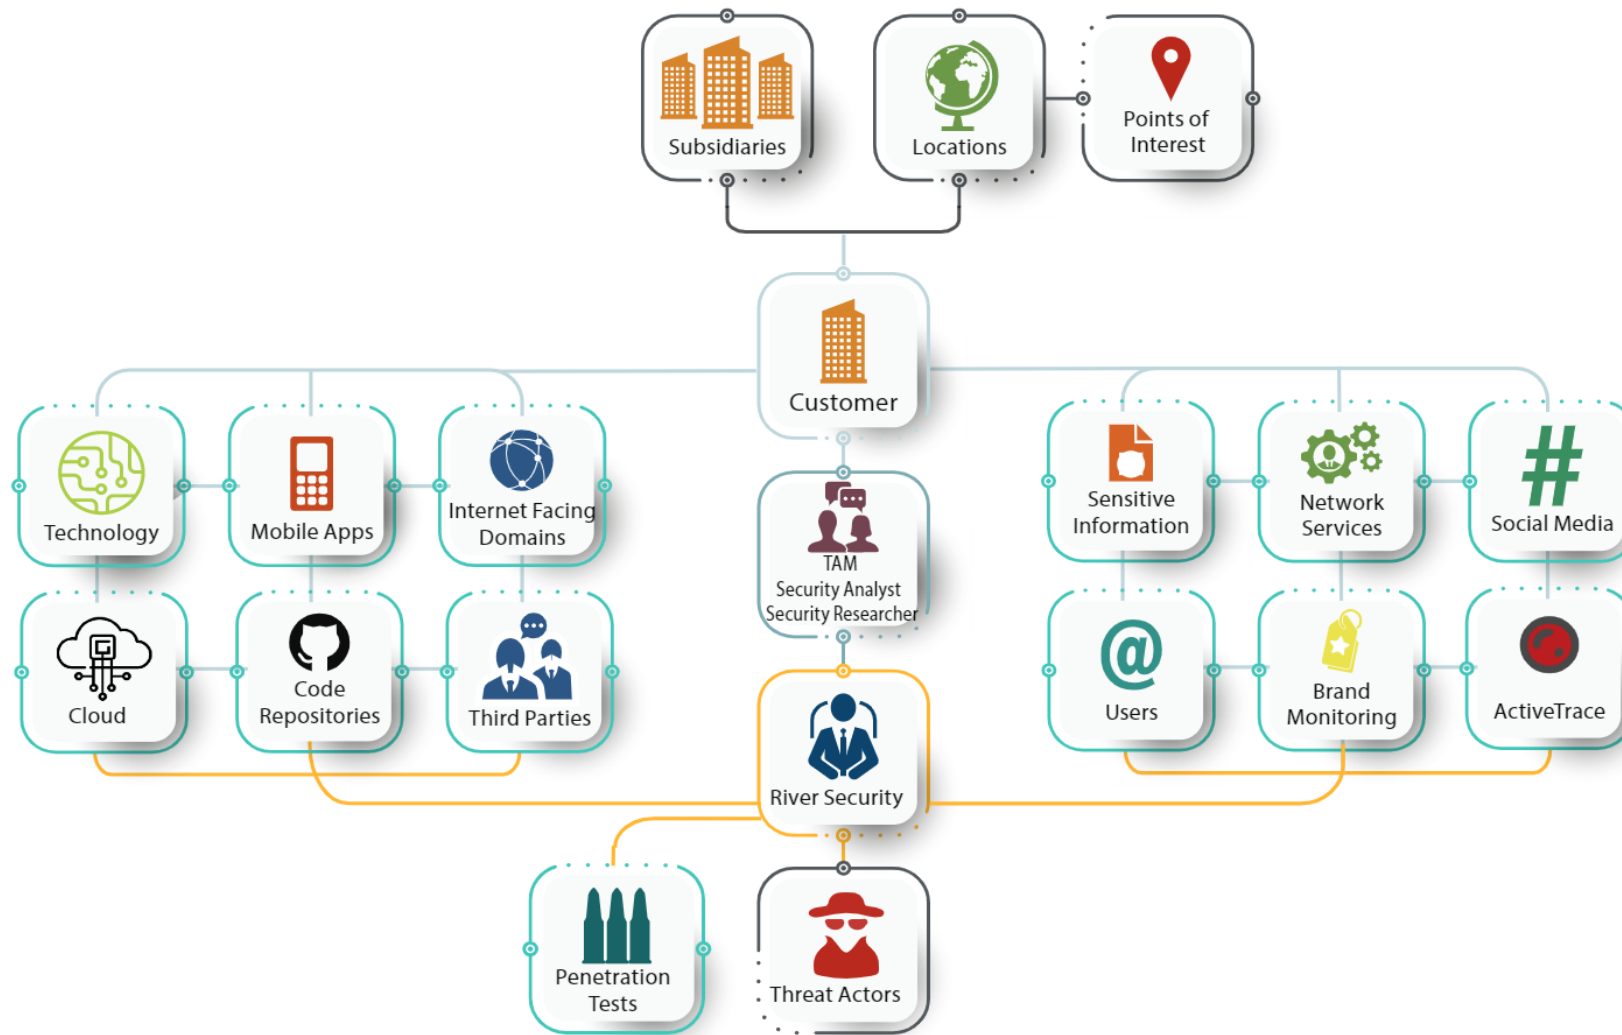 Subsidiaries
Locations
Points of
Interest
Customer
Technology
Mobile Apps
Internet Facing
Domains
TAM
Security Analyst
Security Researcher
Sensitive
Information
Network
Services
Social Media
Cloud
Code
Repositories
Third Parties
River Security
Users
Brand
Monitoring
ActiveTrace
Penetration
Tests
Threat Actors